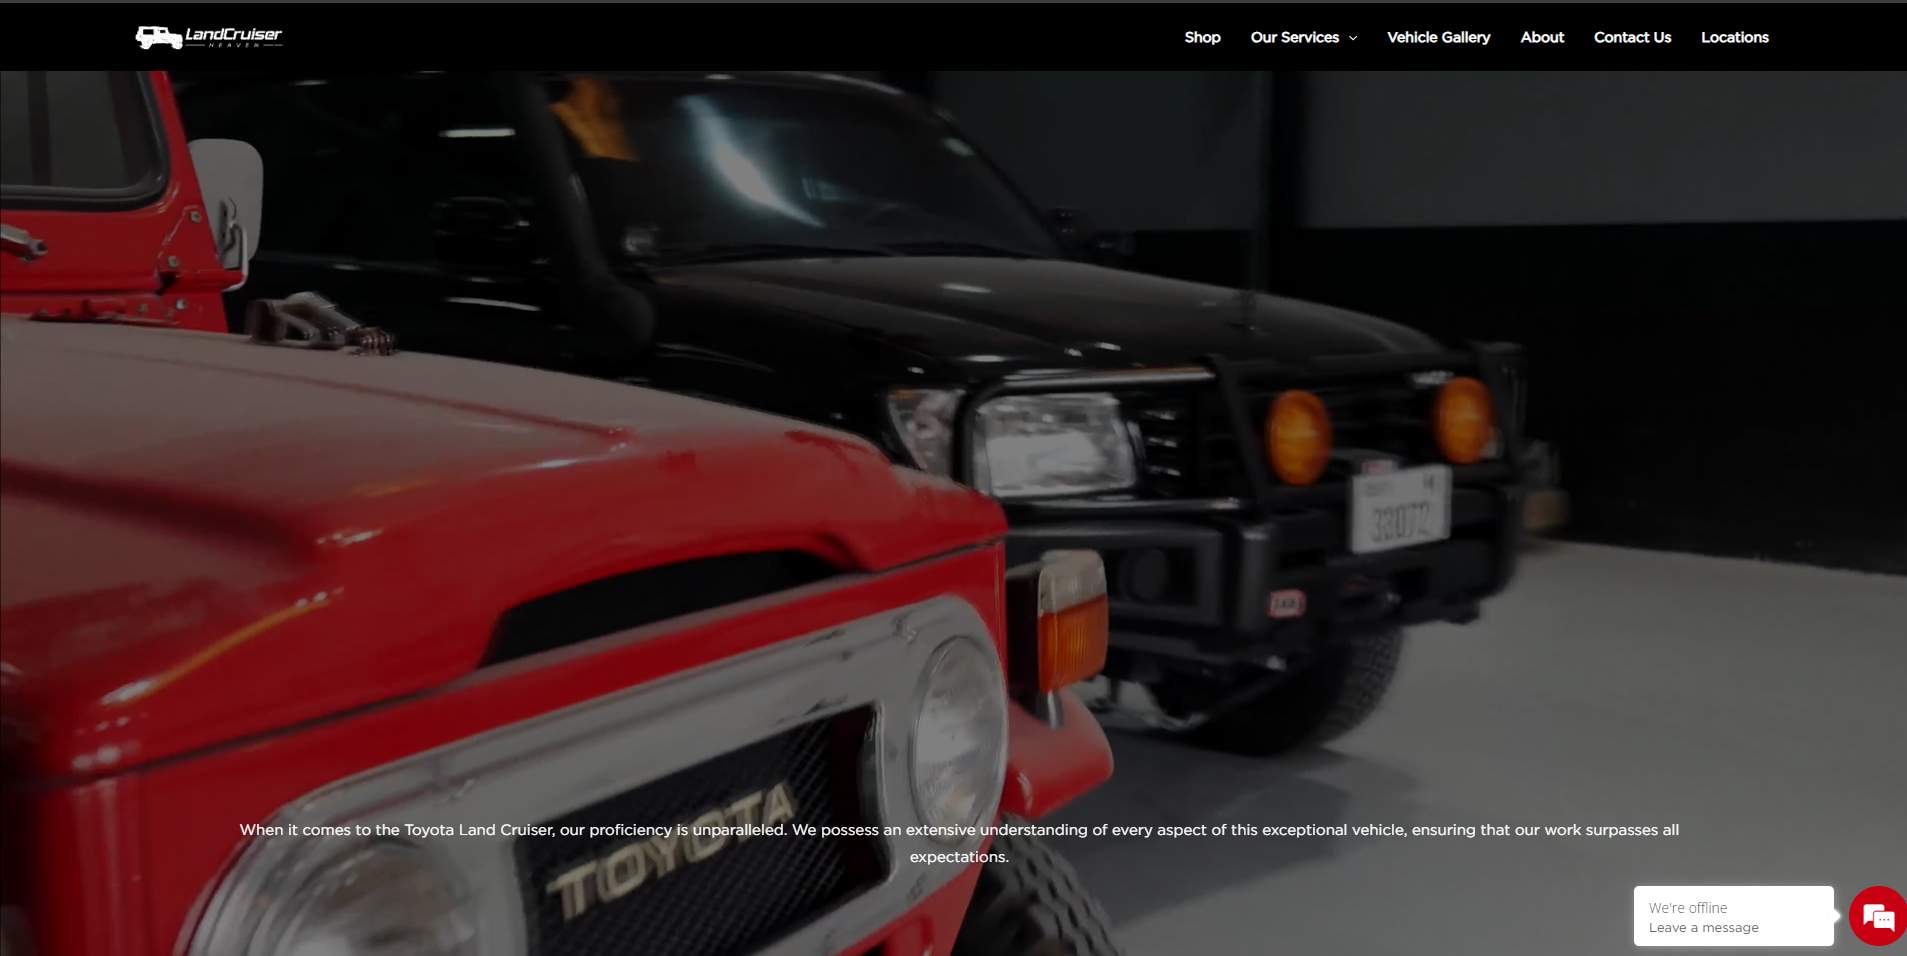 LandCruiser
HEAVEN
Shop
Our Services
Vehicle Gallery
About
Contact Us
Locations
TOYOTA
When it comes to the Toyota Land Cruiser, our proficiency is unparalleled. We possess an extensive understanding of every aspect of this exceptional vehicle, ensuring that our work surpasses all
expectations.
We're offline
Leave a message